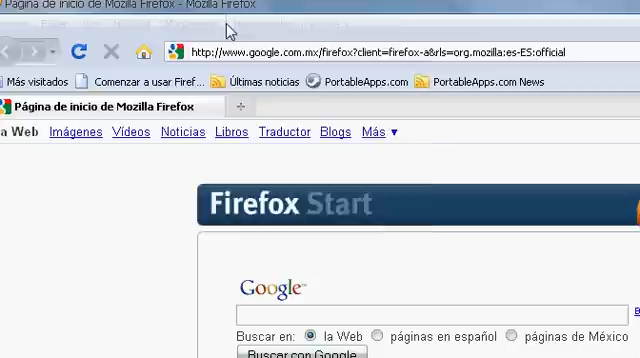 Página de inicio de Mozilla Firefox - Mozilla Firefox
http://www.google.com.mx/firefox?client=firefox-a&rls=org.mozilla:es-ES:official
Más visitados Comenzar a usar Firef... Últimas noticias PortableApps.com PortableApps.com News
Página de inicio de Mozilla Firefox
la Web Imágenes Vídeos Noticias Libros Traductor Blogs Más ▼
Firefox Start
Google™
Buscar en: la Web páginas en español páginas de México
Buscar con Google